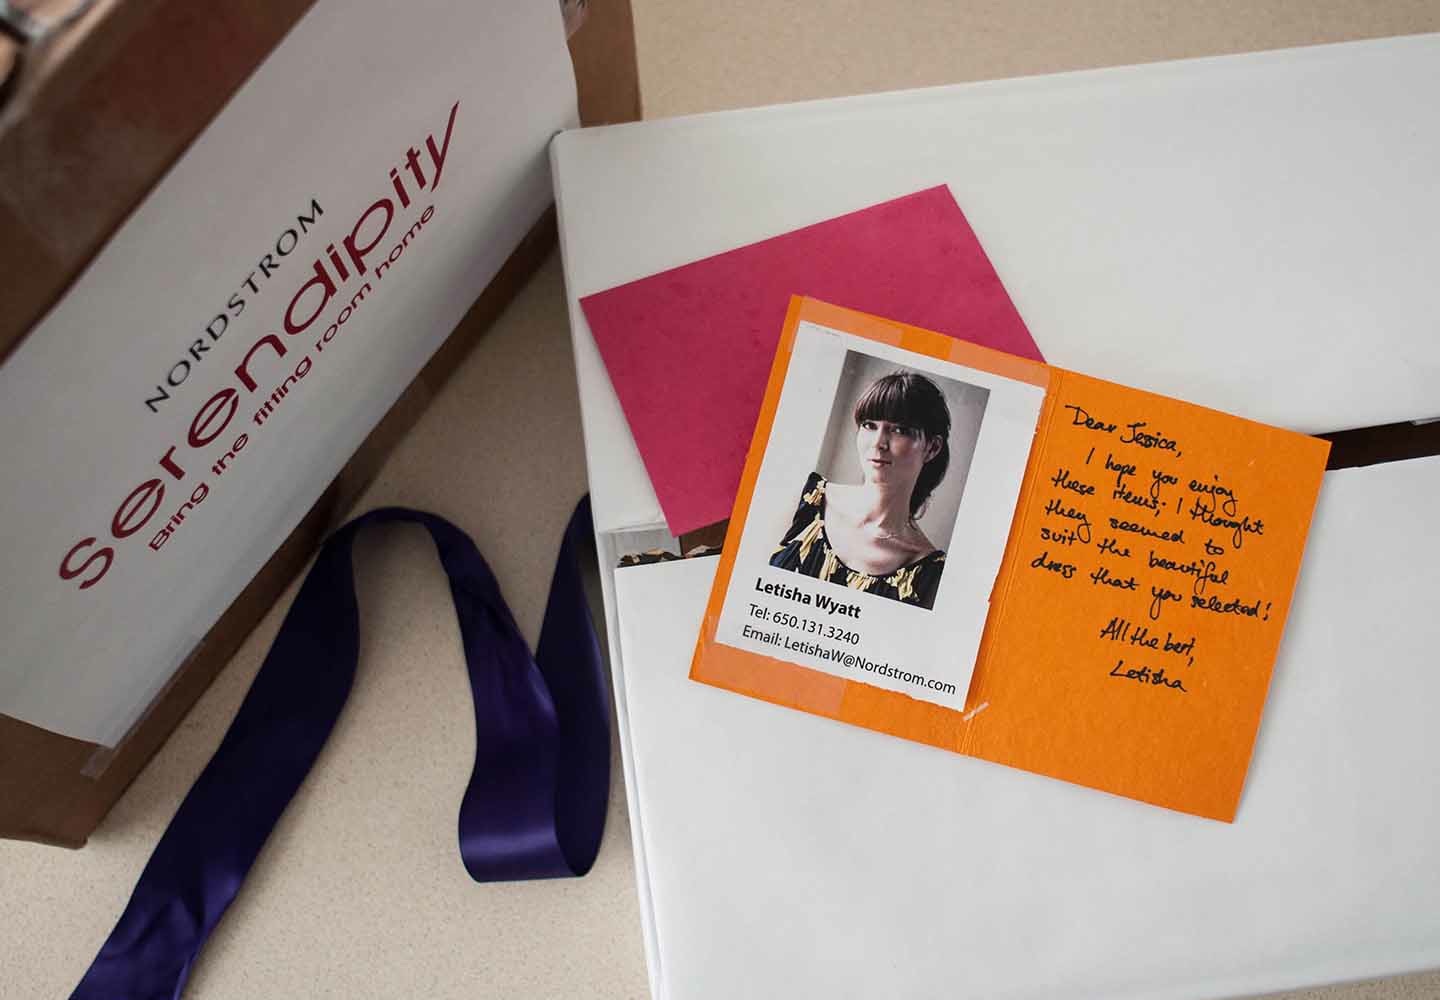 NORDSTROM
serendipity
Bring the fitting room home
Letisha Wyatt
Tel: 650.131.3240
Email: LetishaW@Nordstrom.com
Dear Jessica,
I hope you enjoy
these items; I thought
they seemed to
suit the beautiful
dress that you selected!
All the best,
Letisha